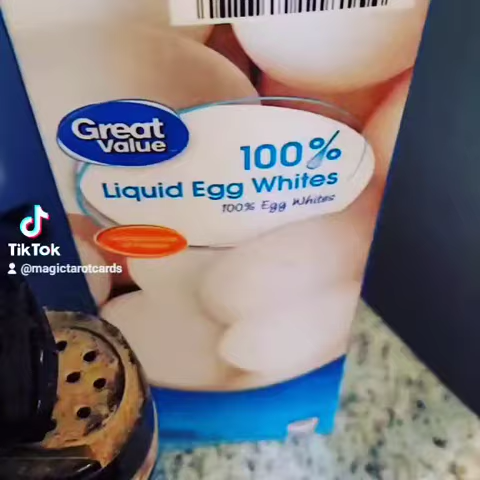 Great
Value
100%
Liquid Egg Whites
100% Egg Whites
TikTok
@magictarotcards